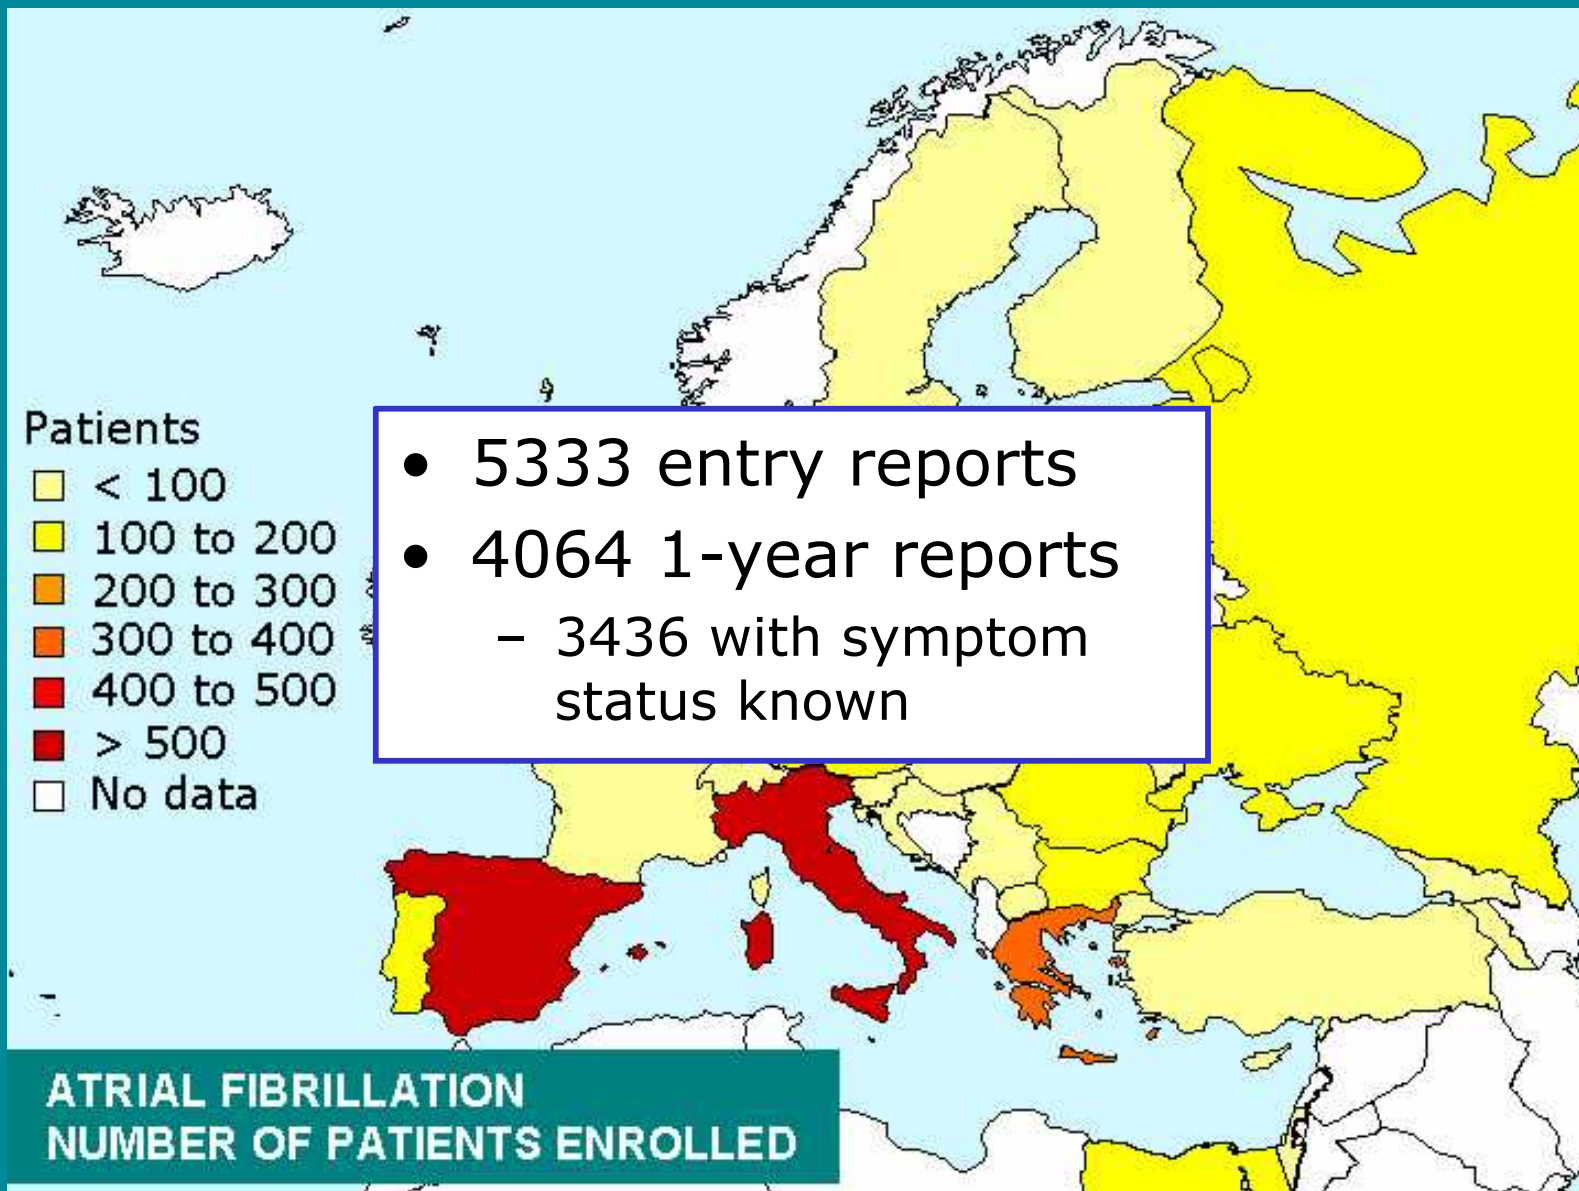 Patients
< 100
100 to 200
200 to 300
300 to 400
400 to 500
> 500
No data
• 5333 entry reports
• 4064 1-year reports
– 3436 with symptom
status known
ATRIAL FIBRILLATION
NUMBER OF PATIENTS ENROLLED